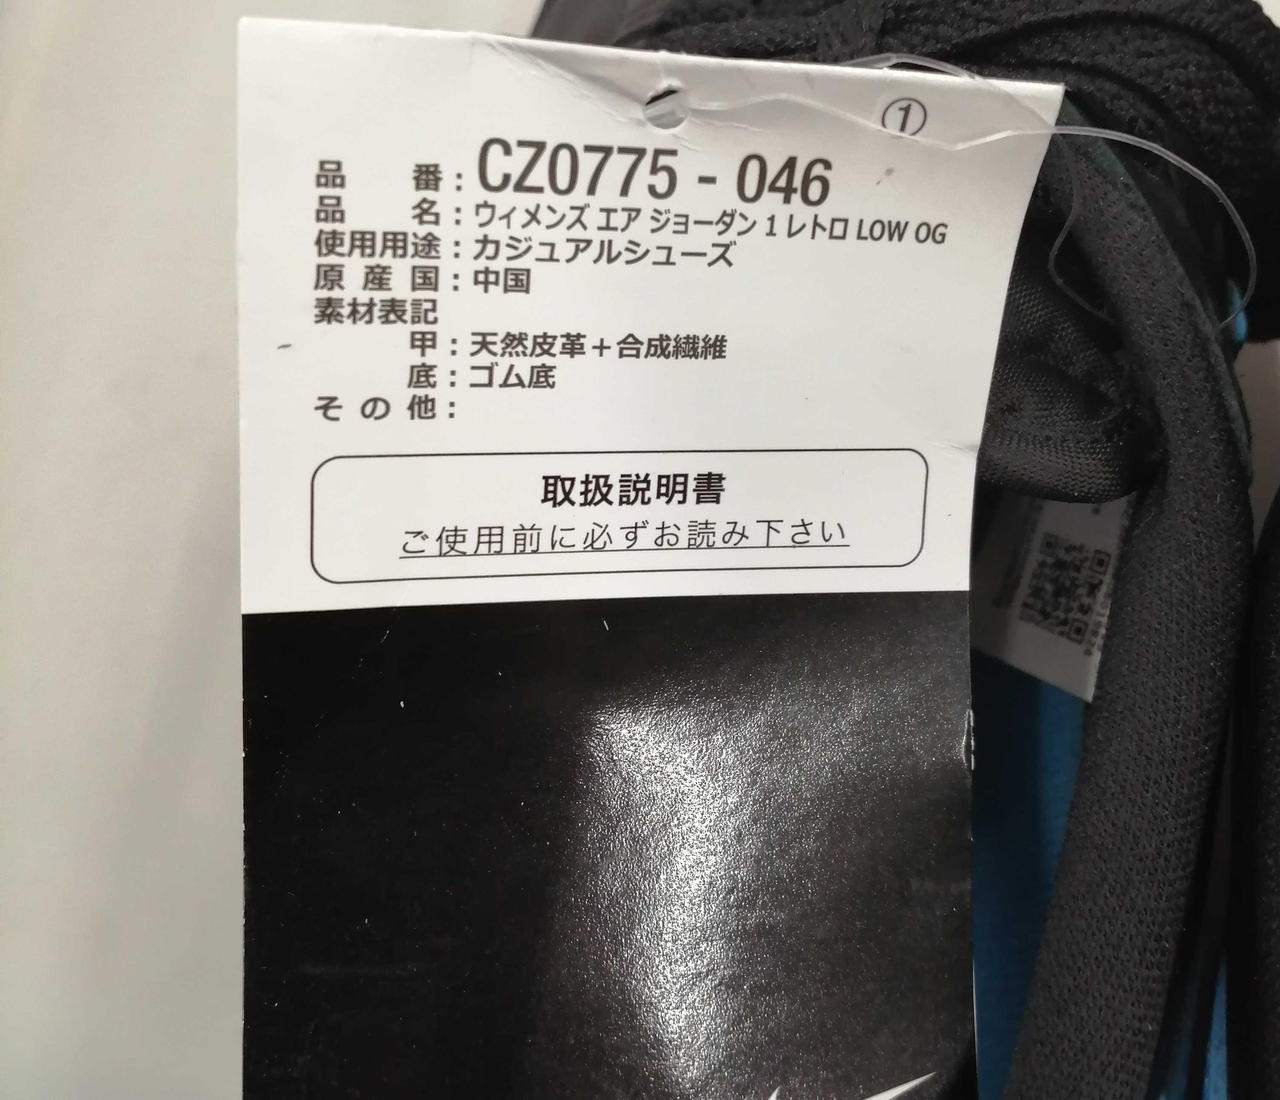 ①
品番：CZ0775 - 046
品名：ウィメンズ エア ジョーダン 1 レトロ LOW OG
使用用途：カジュアルシューズ
原産国：中国
素材表記
甲：天然皮革＋合成繊維
底：ゴム底
その他：
取扱説明書
ご使用前に必ずお読み下さい